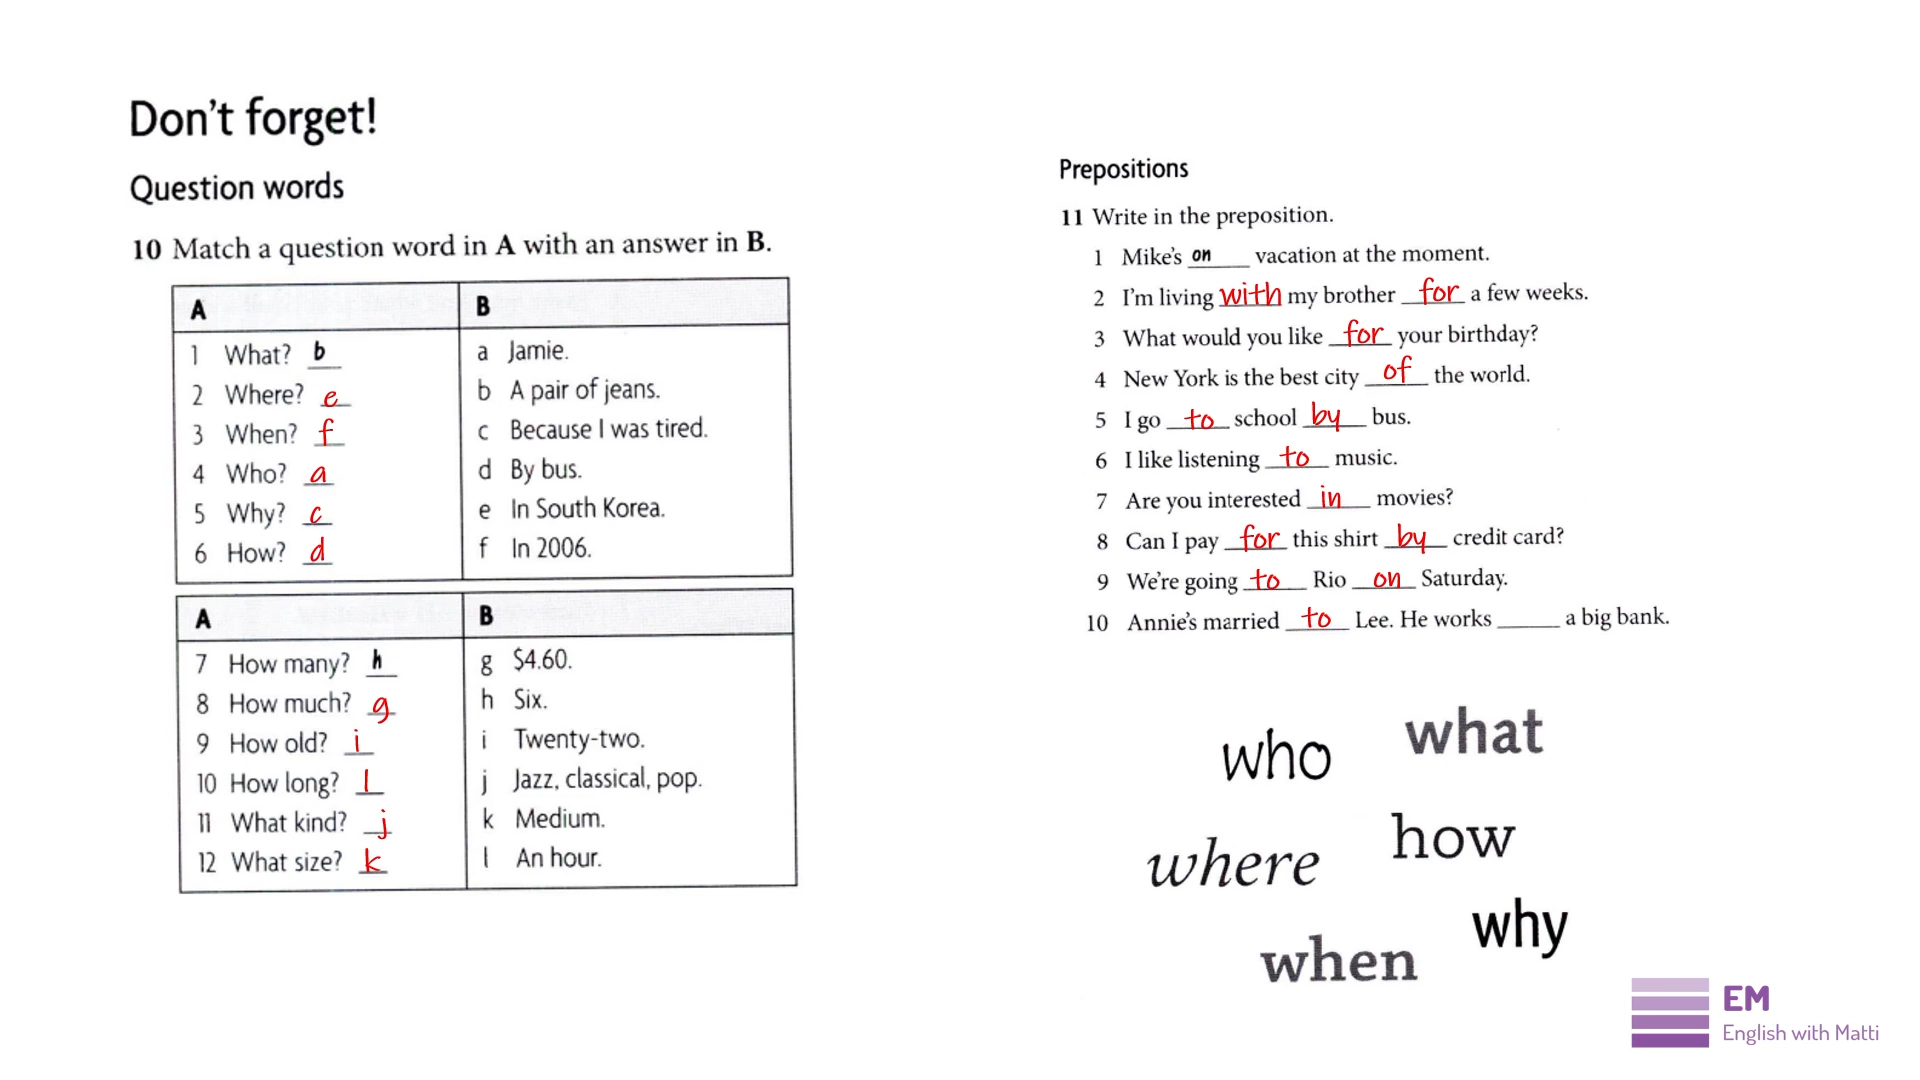 Don't forget!
Question words
10 Match a question word in A with an answer in B.
A B
1 What? b a Jamie.
2 Where? e b A pair of jeans.
3 When? f c Because I was tired.
4 Who? a d By bus.
5 Why? c e In South Korea.
6 How? d f In 2006.
A B
7 How many? h g $4.60.
8 How much? g h Six.
9 How old? i i Twenty-two.
10 How long? l j Jazz, classical, pop.
11 What kind? j k Medium.
12 What size? k l An hour.
Prepositions
11 Write in the preposition.
1 Mike's on vacation at the moment.
2 I'm living with my brother for a few weeks.
3 What would you like for your birthday?
4 New York is the best city of the world.
5 I go to school by bus.
6 I like listening to music.
7 Are you interested in movies?
8 Can I pay for this shirt by credit card?
9 We're going to Rio on Saturday.
10 Annie's married to Lee. He works _____ a big bank.
who what
where how
when why
EM
English with Matti